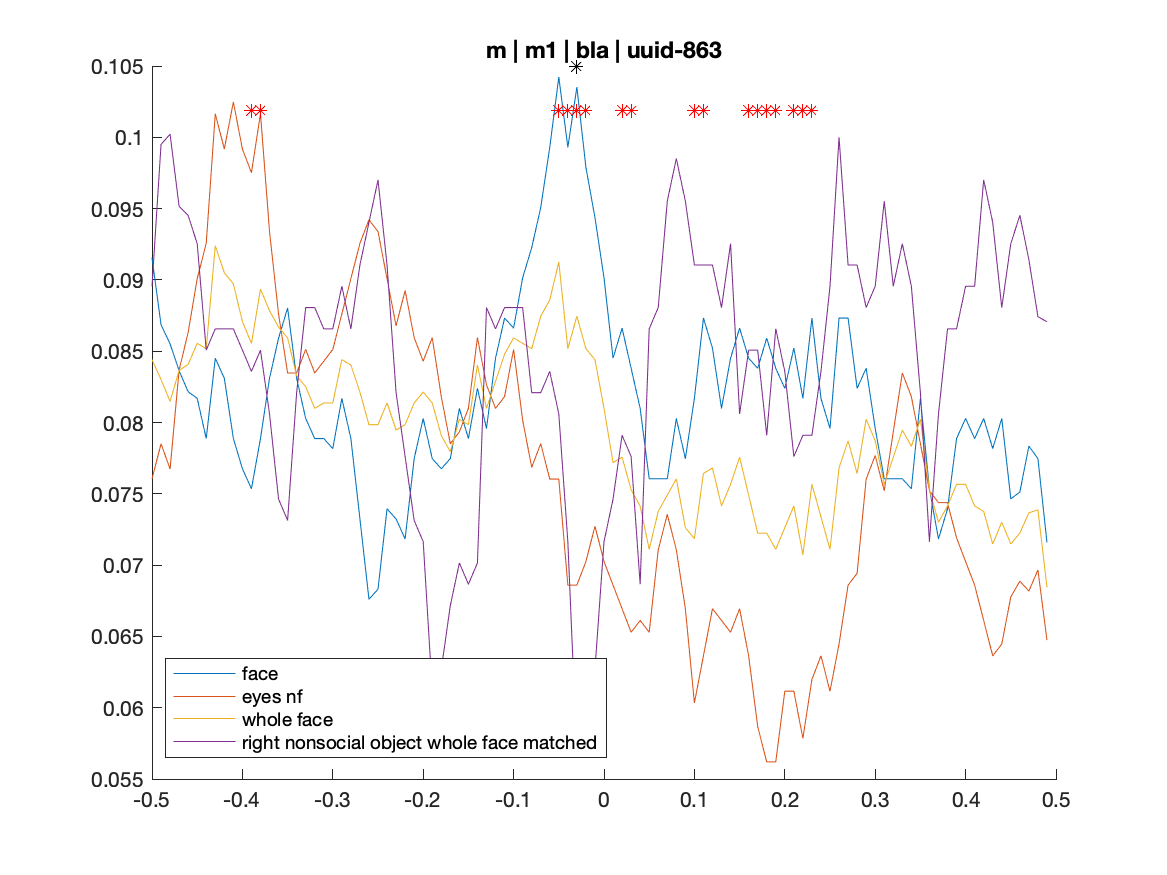 m | m1 | bla | uuid-863
0.105
0.1
0.095
0.09
0.085
0.08
0.075
0.07
0.065
0.06
0.055
face
eyes nf
whole face
right nonsocial object whole face matched
-0.5 -0.4 -0.3 -0.2 -0.1 0 0.1 0.2 0.3 0.4 0.5